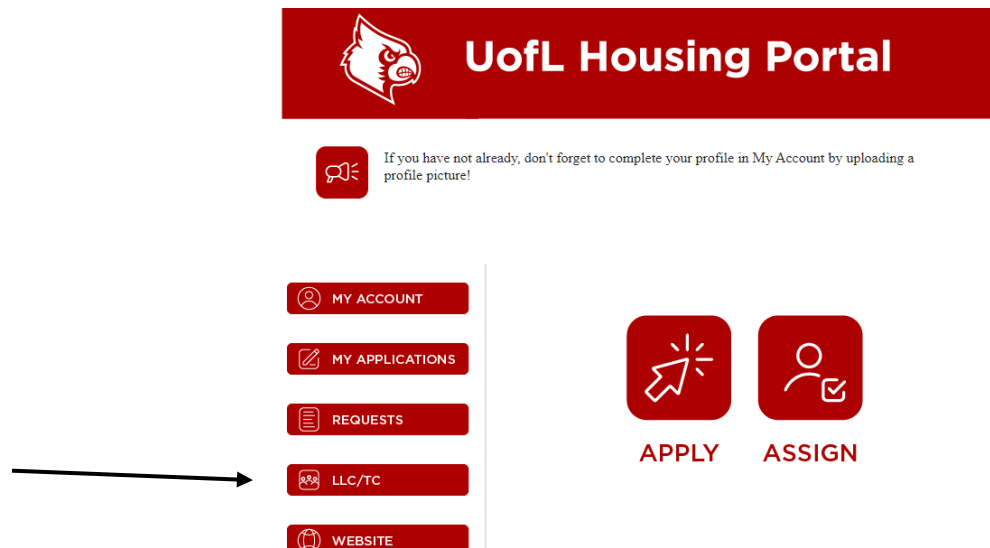 UofL Housing Portal
If you have not already, don't forget to complete your profile in My Account by uploading a
profile picture!
MY ACCOUNT
MY APPLICATIONS
REQUESTS
LLC/TC
WEBSITE
APPLY
ASSIGN